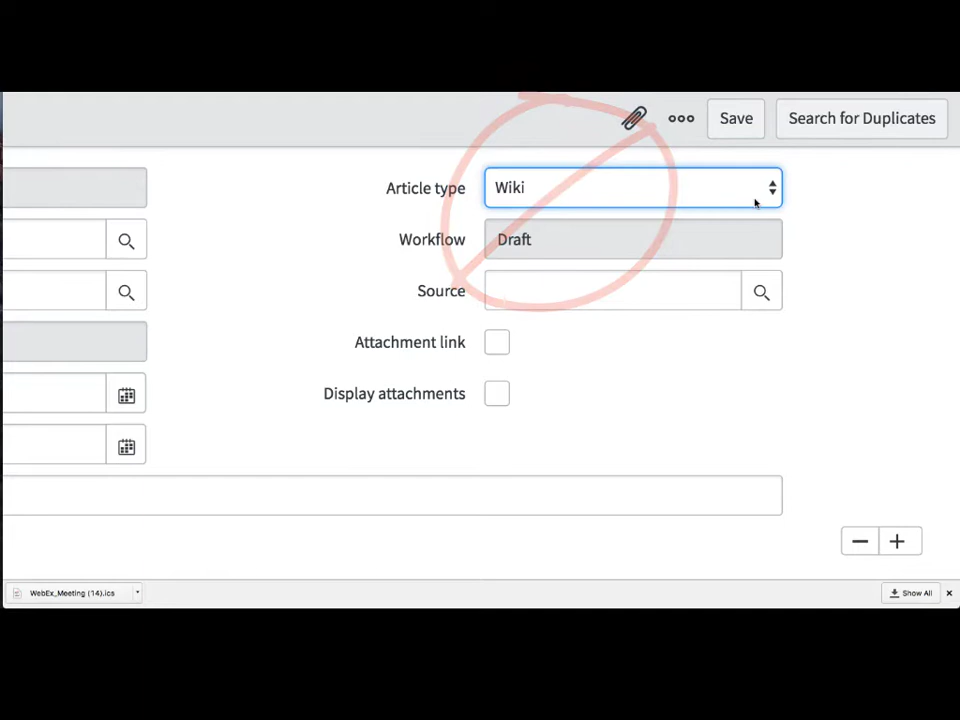 Save
Search for Duplicates
Article type
Wiki
Workflow
Draft
Source
Attachment link
Display attachments
WebEx_Meeting (14).ics
Show All